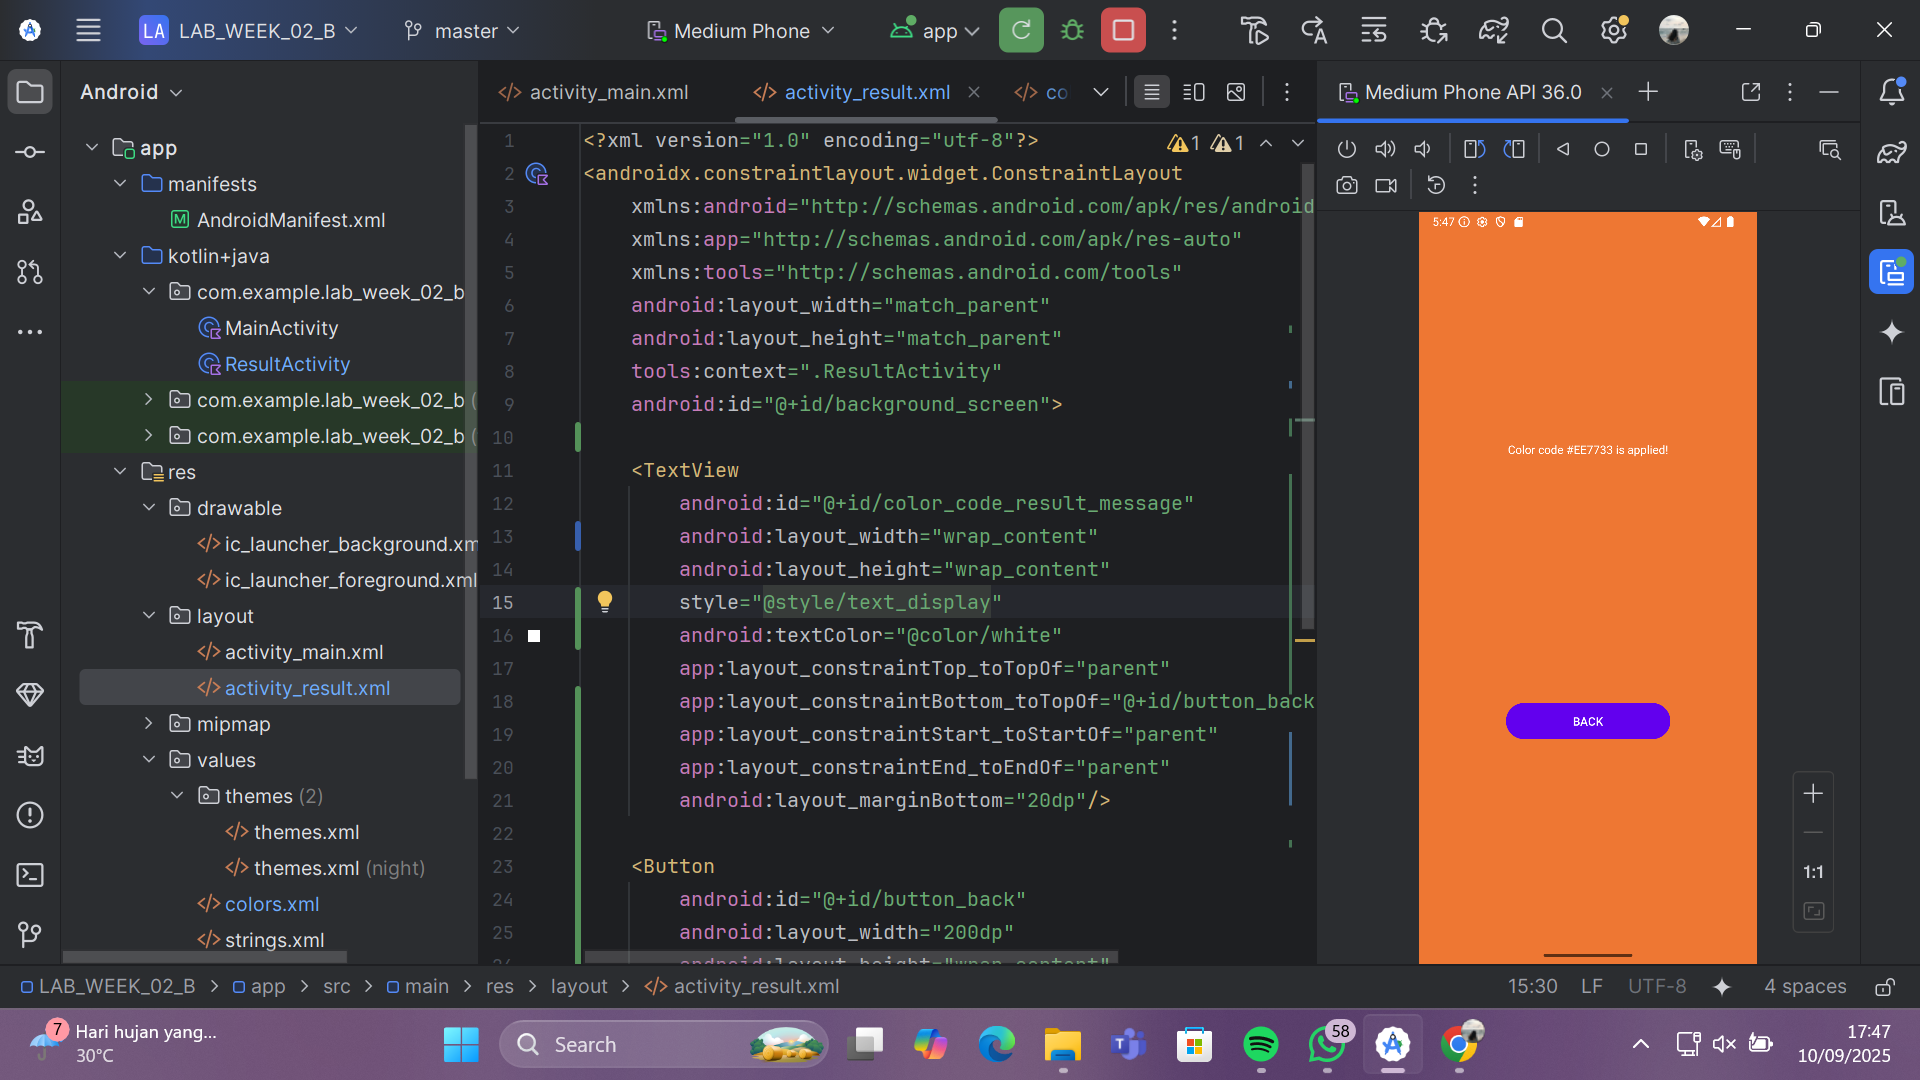 LA LAB_WEEK_02_B master Medium Phone app
Android
app
manifests
AndroidManifest.xml
kotlin+java
com.example.lab_week_02_b
MainActivity
ResultActivity
com.example.lab_week_02_b (
com.example.lab_week_02_b (
res
drawable
ic_launcher_background.xm
ic_launcher_foreground.xml
layout
activity_main.xml
activity_result.xml
mipmap
values
themes (2)
themes.xml
themes.xml (night)
colors.xml
strings.xml
activity_main.xml activity_result.xml co
1 <?xml version="1.0" encoding="utf-8"?>
1 1
2 <androidx.constraintlayout.widget.ConstraintLayout
3 xmlns:android="http://schemas.android.com/apk/res/android
4 xmlns:app="http://schemas.android.com/apk/res-auto"
5 xmlns:tools="http://schemas.android.com/tools"
6 android:layout_width="match_parent"
7 android:layout_height="match_parent"
8 tools:context=".ResultActivity"
9 android:id="@+id/background_screen">
10
11 <TextView
12 android:id="@+id/color_code_result_message"
13 android:layout_width="wrap_content"
14 android:layout_height="wrap_content"
15 style="@style/text_display"
16 android:textColor="@color/white"
17 app:layout_constraintTop_toTopOf="parent"
18 app:layout_constraintBottom_toTopOf="@+id/button_back
19 app:layout_constraintStart_toStartOf="parent"
20 app:layout_constraintEnd_toEndOf="parent"
21 android:layout_marginBottom="20dp"/>
22
23 <Button
24 android:id="@+id/button_back"
25 android:layout_width="200dp"
android:layout_height="wrap_content"
Medium Phone API 36.0
5:47
Color code #EE7733 is applied!
BACK
1:1
LAB_WEEK_02_B > app > src > main > res > layout > activity_result.xml
15:30 LF UTF-8 4 spaces
7
Hari hujan yang...
30°C
Search
58
17:47
10/09/2025